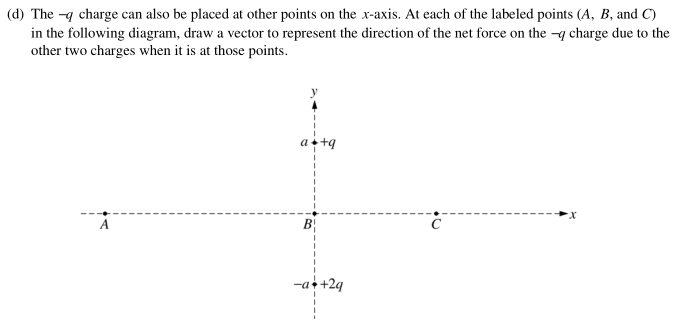 (d) The −q charge can also be placed at other points on the x-axis. At each of the labeled points (A, B, and C)
in the following diagram, draw a vector to represent the direction of the net force on the −q charge due to the
other two charges when it is at those points.
y
a +q
x
A B C
−a +2q